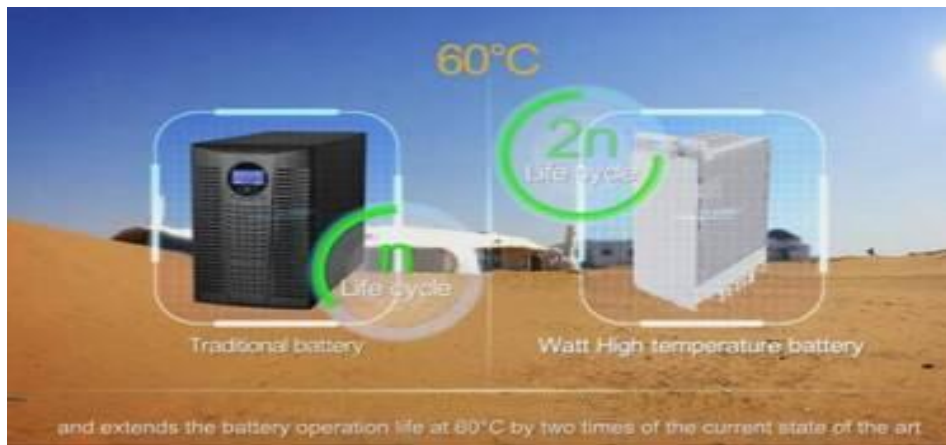 60°C
2n
Life cycle
n
Life cycle
Traditional battery
Watt High temperature battery
and extends the battery operation life at 60°C by two times of the current state of the art